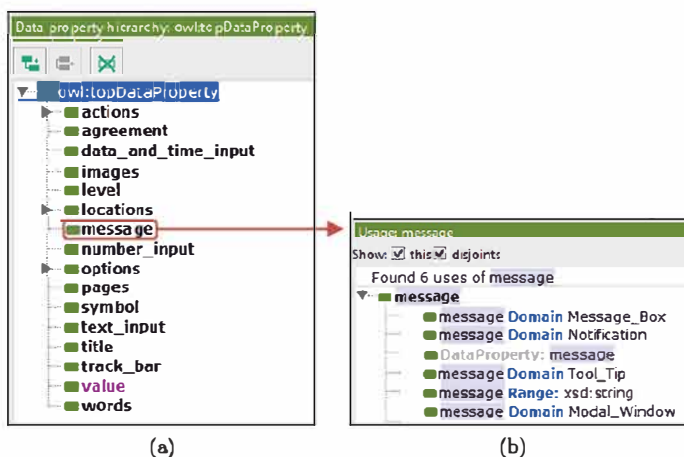 Data property hierarchy: owl:topDataProperty
owl:topDataProperty
actions
agreement
data_and_time_input
images
level
locations
message
number_input
options
pages
symbol
text_input
title
track_bar
value
words
(a)
Usage: message
Show: this disjoints
Found 6 uses of message
message
message Domain Message_Box
message Domain Notification
DataProperty: message
message Domain Tool_Tip
message Range: xsd:string
message Domain Modal_Window
(b)